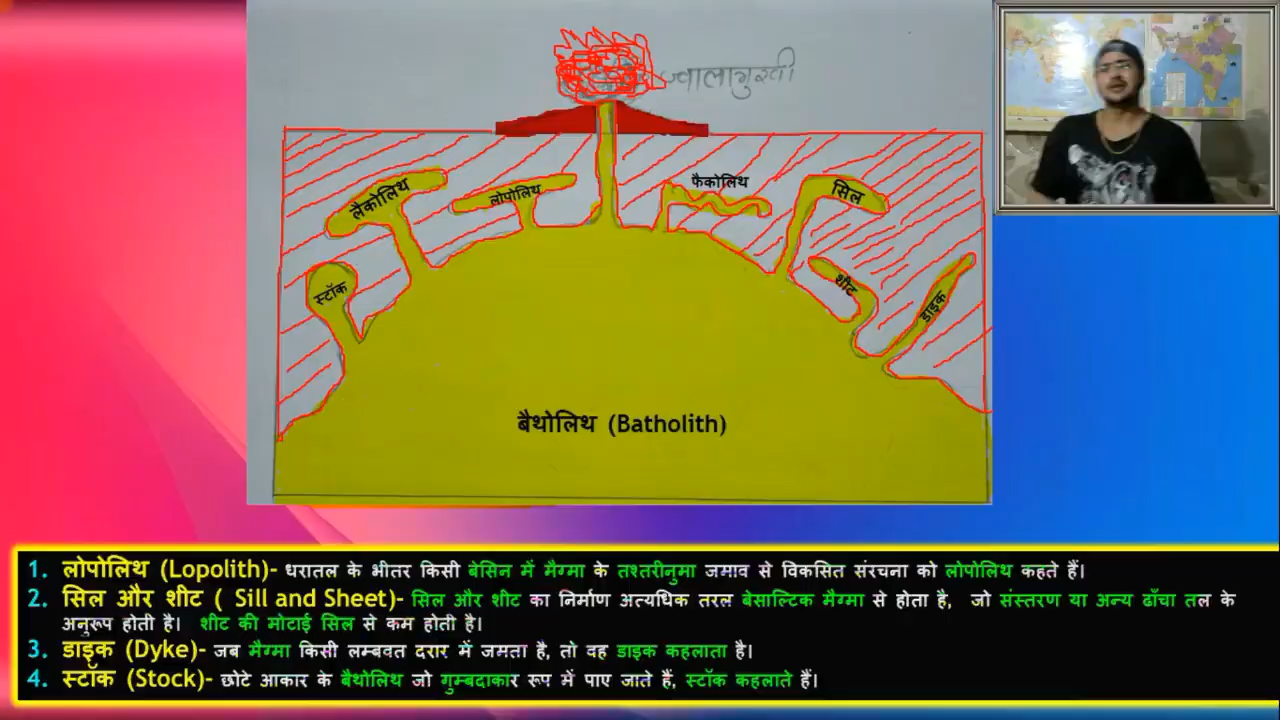 ज्वालामुखी
लैकोलिथ
लोपोलिथ
फैकोलिथ
सिल
स्टॉक
शीट
डाइक
बैथोलिथ (Batholith)
1. लोपोलिथ (Lopolith)- धरातल के भीतर किसी बेसिन में मैग्मा के तश्तरीनुमा जमाव से विकसित संरचना को लोपोलिथ कहते हैं।
2. सिल और शीट ( Sill and Sheet)- सिल और शीट का निर्माण अत्यधिक तरल बेसाल्टिक मैग्मा से होता है, जो संस्तरण या अन्य ढाँचा तल के
अनुरूप होती है। शीट की मोटाई सिल से कम होती है।
3. डाइक (Dyke)- जब मैग्मा किसी लम्बवत दरार में जमता है, तो वह डाइक कहलाता है।
4. स्टॉक (Stock)- छोटे आकार के बैथोलिथ जो गुम्बदाकार रूप में पाए जाते हैं, स्टॉक कहलाते हैं।